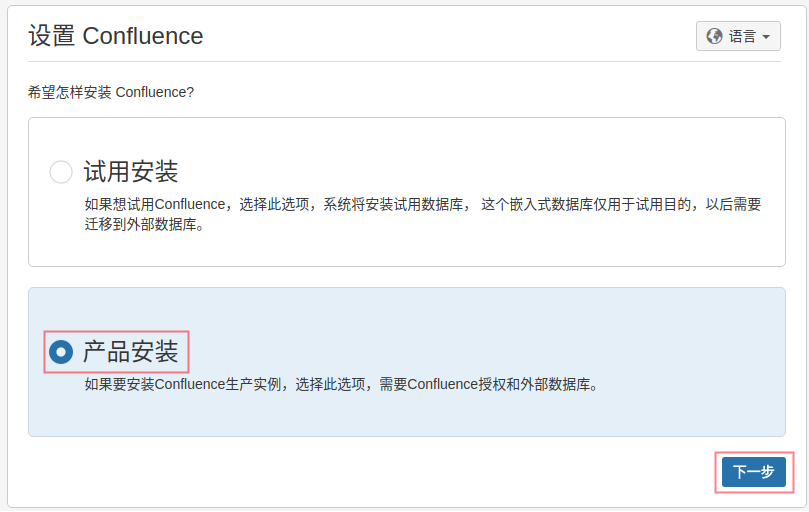 设置 Confluence
语言
希望怎样安装 Confluence?
试用安装
如果想试用Confluence，选择此选项，系统将安装试用数据库， 这个嵌入式数据库仅用于试用目的，以后需要
迁移到外部数据库。
产品安装
如果要安装Confluence生产实例，选择此选项，需要Confluence授权和外部数据库。
下一步